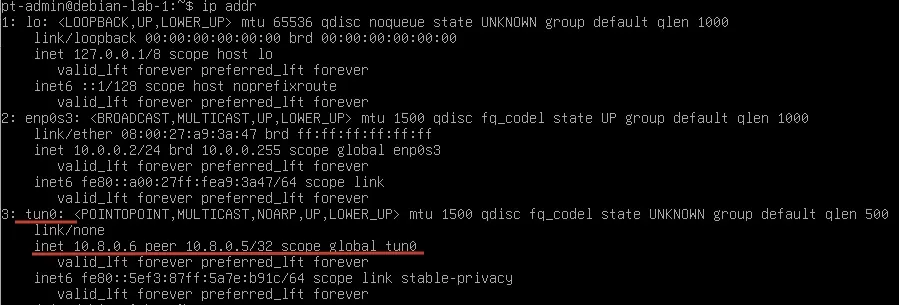 pt-admin@debian-lab-1:~$ ip addr
1: lo: <LOOPBACK,UP,LOWER_UP> mtu 65536 qdisc noqueue state UNKNOWN group default qlen 1000
link/loopback 00:00:00:00:00:00 brd 00:00:00:00:00:00
inet 127.0.0.1/8 scope host lo
valid_lft forever preferred_lft forever
inet6 ::1/128 scope host noprefixroute
valid_lft forever preferred_lft forever
2: enp0s3: <BROADCAST,MULTICAST,UP,LOWER_UP> mtu 1500 qdisc fq_codel state UP group default qlen 1000
link/ether 08:00:27:a9:3a:47 brd ff:ff:ff:ff:ff:ff
inet 10.0.0.2/24 brd 10.0.0.255 scope global enp0s3
valid_lft forever preferred_lft forever
inet6 fe80::a00:27ff:fea9:3a47/64 scope link
valid_lft forever preferred_lft forever
3: tun0: <POINTOPOINT,MULTICAST,NOARP,UP,LOWER_UP> mtu 1500 qdisc fq_codel state UNKNOWN group default qlen 500
link/none
inet 10.8.0.6 peer 10.8.0.5/32 scope global tun0
valid_lft forever preferred_lft forever
inet6 fe80::5ef3:87ff:5a7e:b91c/64 scope link stable-privacy
valid_lft forever preferred_lft forever